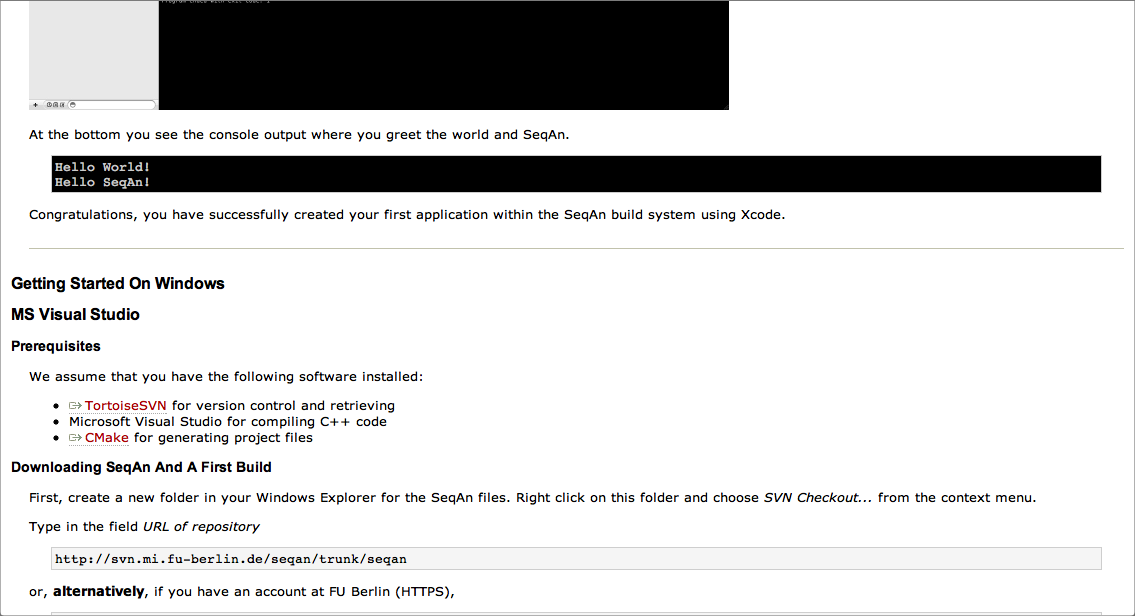 At the bottom you see the console output where you greet the world and SeqAn.
Hello World!
Hello SeqAn!
Congratulations, you have successfully created your first application within the SeqAn build system using Xcode.
Getting Started On Windows
MS Visual Studio
Prerequisites
We assume that you have the following software installed:
TortoiseSVN for version control and retrieving
Microsoft Visual Studio for compiling C++ code
CMake for generating project files
Downloading SeqAn And A First Build
First, create a new folder in your Windows Explorer for the SeqAn files. Right click on this folder and choose SVN Checkout... from the context menu.
Type in the field URL of repository
http://svn.mi.fu-berlin.de/seqan/trunk/seqan
or, alternatively, if you have an account at FU Berlin (HTTPS),